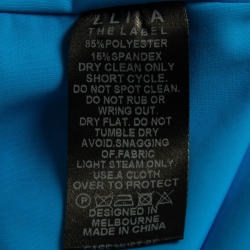 THE LABEL
85% POLYESTER
15% SPANDEX
DRY CLEAN ONLY
SHORT CYCLE.
DO NOT SPOT CLEAN
DO NOT RUB OR
WRING OUT.
DRY FLAT. DO NOT
TUMBLE DRY
AVOID.SNAGGING
OF.FABRIC
LIGHT STEAM ONLY
USE.A.CLOTH
OVER TO PROTECT
P
DESIGNED IN
MELBOURNE
MADE IN CHINA